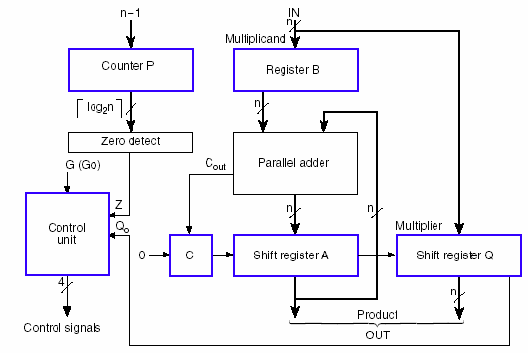 n−1
IN
n
Multiplicand
Counter P
Register B
⌈log₂n⌉
n
Zero detect
G (Go)
Cout
Parallel adder
Z
Qo
n
n
Multiplier
Control
unit
0
C
Shift register A
Shift register Q
4
n
Product
Control signals
OUT